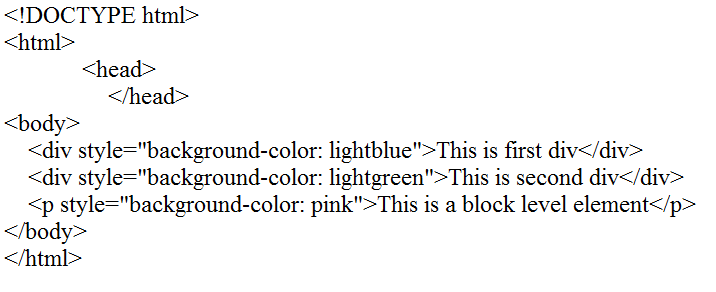 <!DOCTYPE html>
<html>
<head>
</head>
<body>
<div style="background-color: lightblue">This is first div</div>
<div style="background-color: lightgreen">This is second div</div>
<p style="background-color: pink">This is a block level element</p>
</body>
</html>